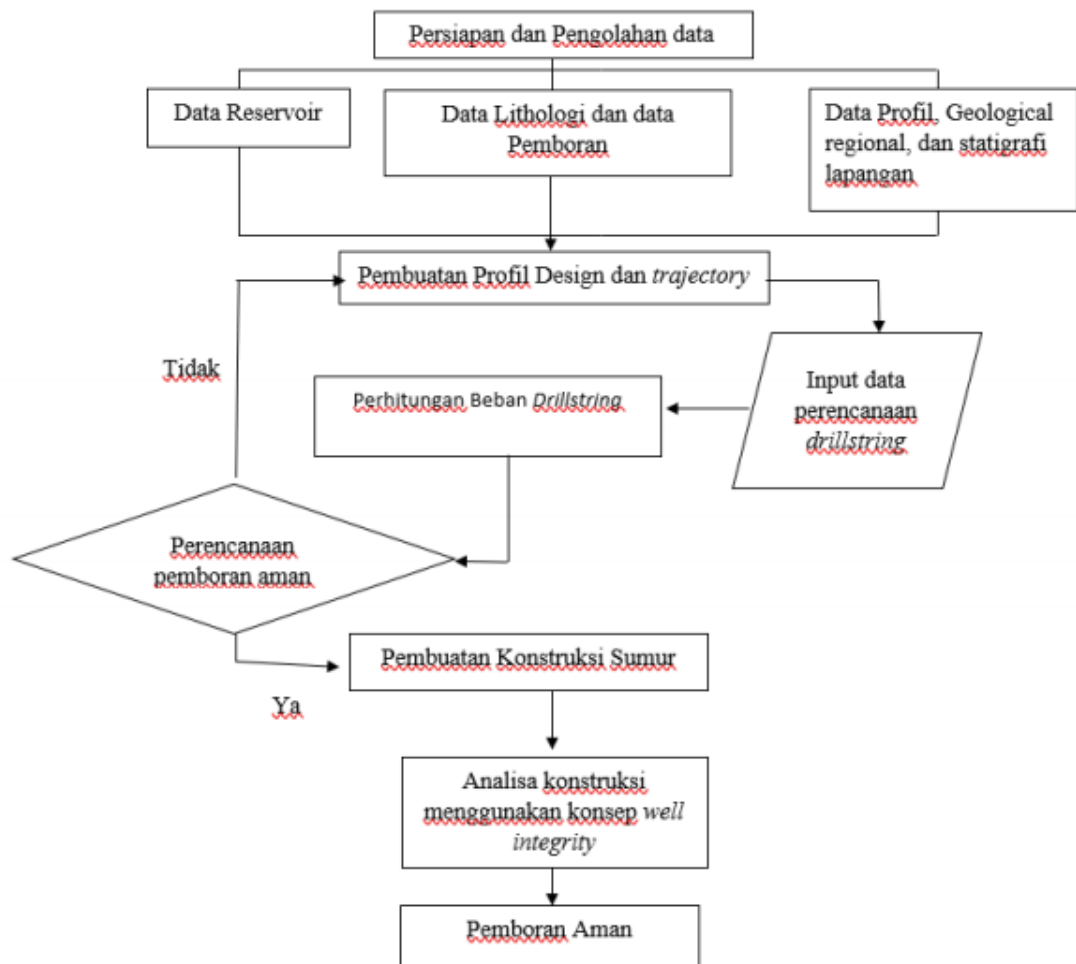 Persiapan dan Pengolahan data
Data Reservoir
Data Lithologi dan data
Pemboran
Data Profil, Geological
regional, dan statigrafi
lapangan
Pembuatan Profil Design dan trajectory
Tidak
Perhitungan Beban Drillstring
Input data
perencanaan
drillstring
Perencanaan
pemboran aman
Pembuatan Konstruksi Sumur
Ya
Analisa konstruksi
menggunakan konsep well
integrity
Pemboran Aman